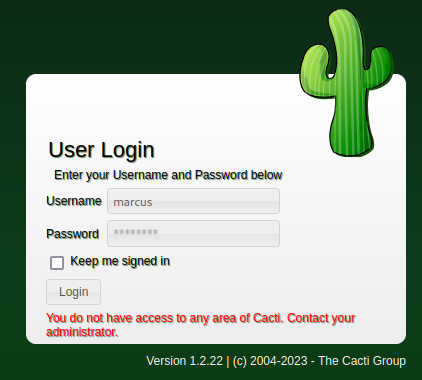 User Login
Enter your Username and Password below
Username marcus
Password ********
Keep me signed in
Login
You do not have access to any area of Cacti. Contact your
administrator.
Version 1.2.22 | (c) 2004-2023 - The Cacti Group